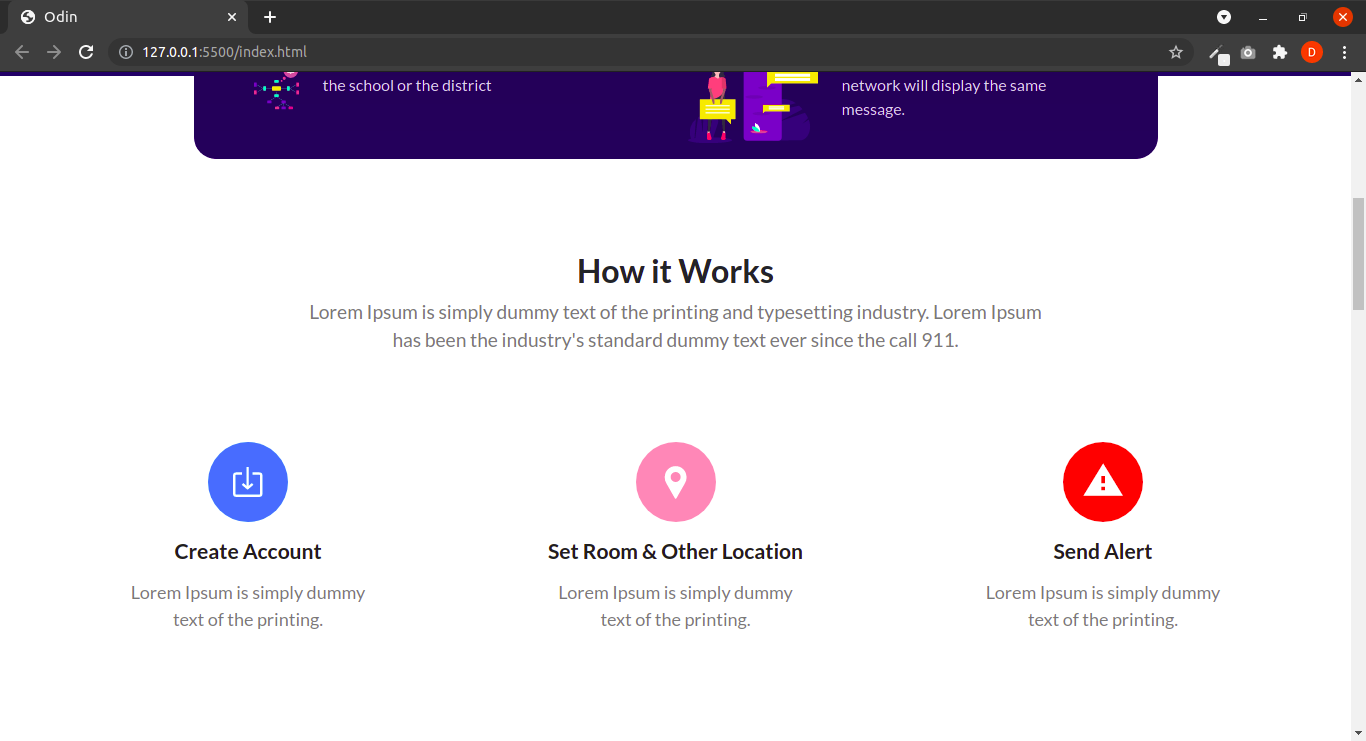 Odin
127.0.0.1:5500/index.html
D
the school or the district
network will display the same
message.
How it Works
Lorem Ipsum is simply dummy text of the printing and typesetting industry. Lorem Ipsum
has been the industry's standard dummy text ever since the call 911.
Create Account
Lorem Ipsum is simply dummy
text of the printing.
Set Room & Other Location
Lorem Ipsum is simply dummy
text of the printing.
Send Alert
Lorem Ipsum is simply dummy
text of the printing.